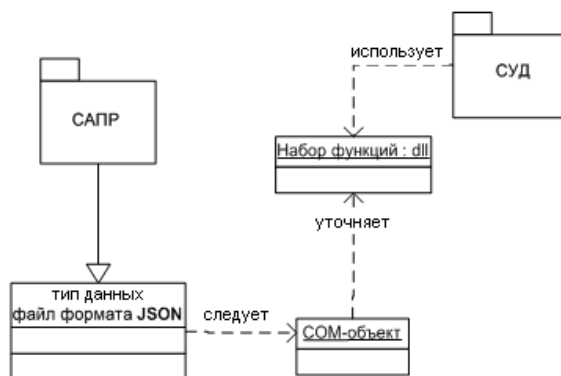 использует
СУД
САПР
Набор функций : dll
уточняет
тип данных
файл формата JSON
следует
COM-объект